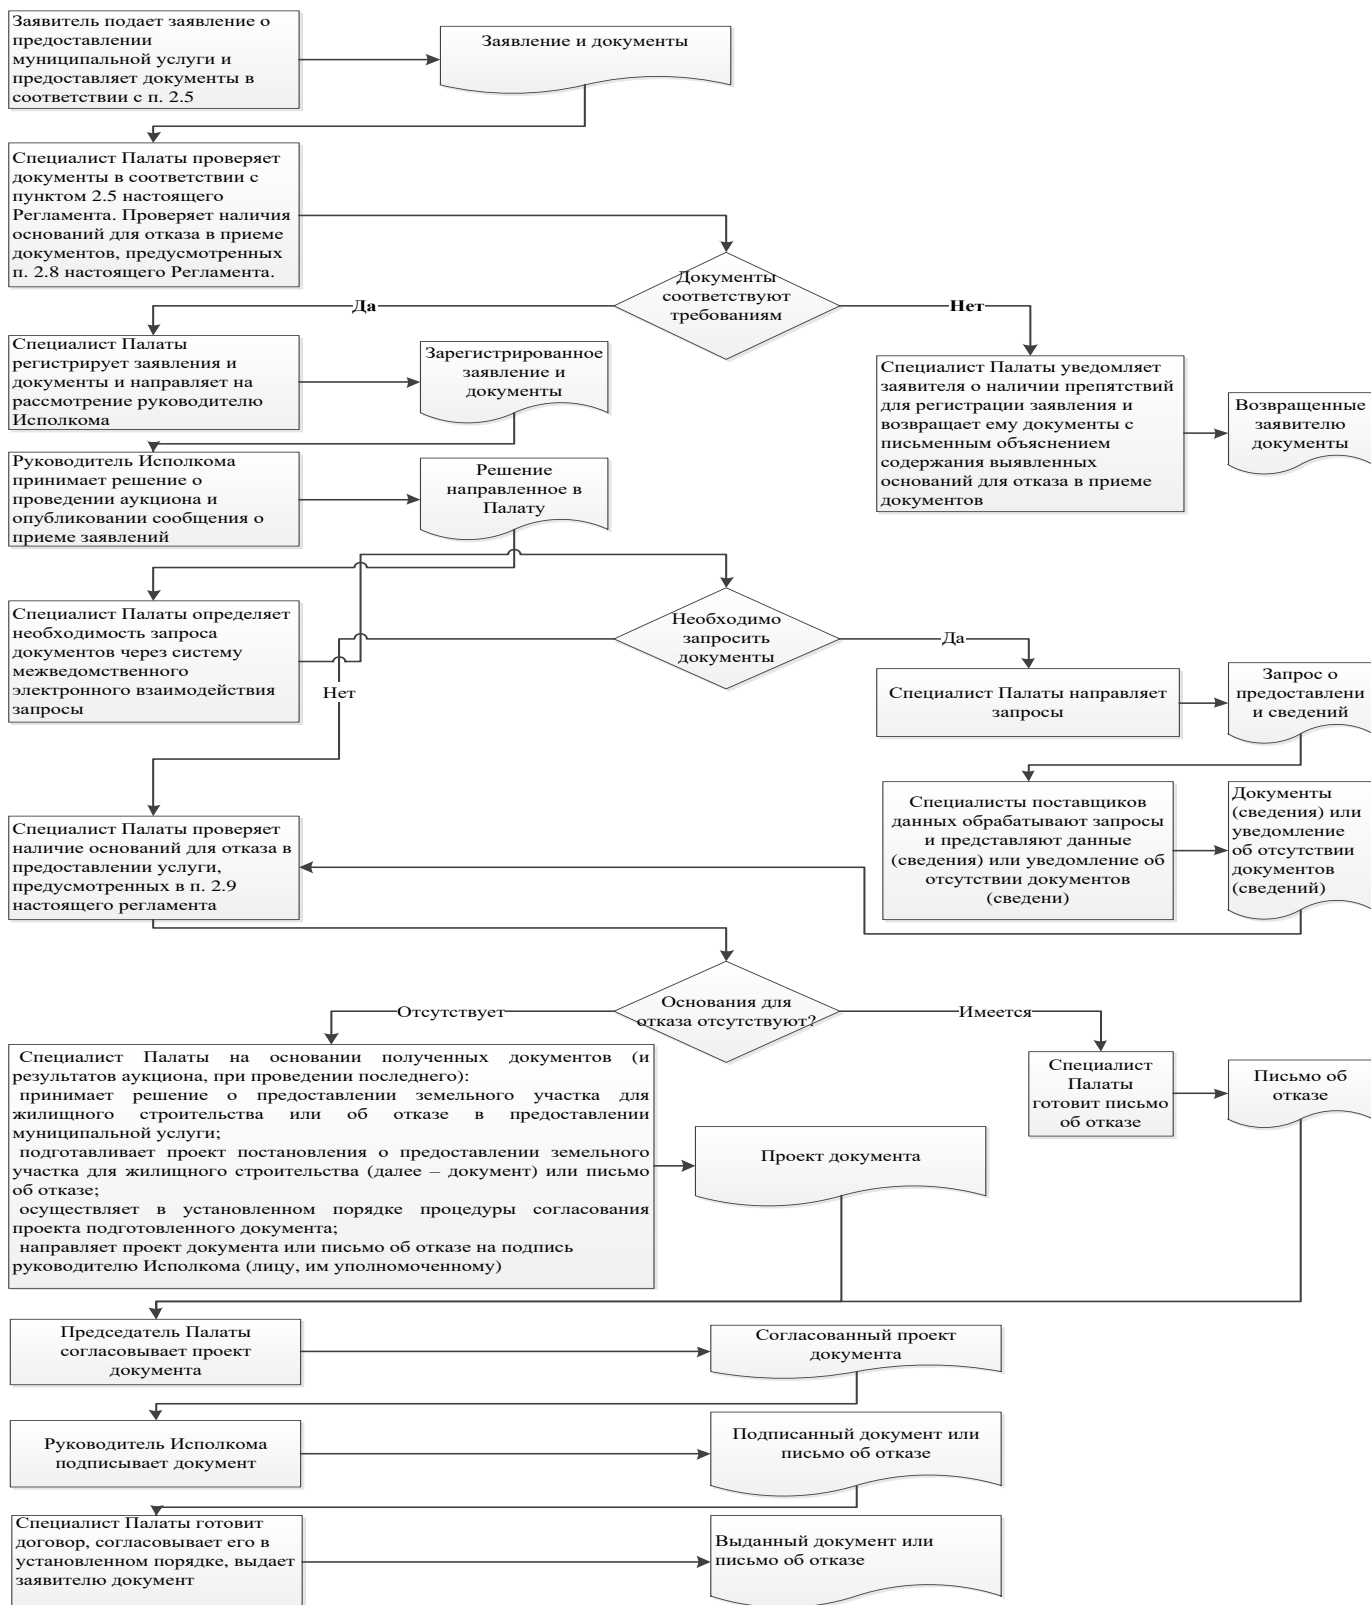 Заявитель подает заявление о
предоставлении
муниципальной услуги и
предоставляет документы в
соответствии с п. 2.5
Заявление и документы
Специалист Палаты проверяет
документы в соответствии с
пунктом 2.5 настоящего
Регламента. Проверяет наличия
оснований для отказа в приеме
документов, предусмотренных
п. 2.8 настоящего Регламента.
Документы
соответствуют
требованиям
Да
Нет
Специалист Палаты
регистрирует заявления и
документы и направляет на
рассмотрение руководителю
Исполкома
Зарегистрированное
заявление и
документы
Специалист Палаты уведомляет
заявителя о наличии препятствий
для регистрации заявления и
возвращает ему документы с
письменным объяснением
содержания выявленных
оснований для отказа в приеме
документов
Возвращенные
заявителю
документы
Руководитель Исполкома
принимает решение о
проведении аукциона и
опубликовании сообщения о
приеме заявлений
Решение
направленное в
Палату
Специалист Палаты определяет
необходимость запроса
документов через систему
межведомственного
электронного взаимодействия
запросы
Необходимо
запросить
документы
Да
Нет
Специалист Палаты направляет
запросы
Запрос о
предоставлени
и сведений
Специалисты поставщиков
данных обрабатывают запросы
и представляют данные
(сведения) или уведомление об
отсутствии документов
(сведени)
Документы
(сведения) или
уведомление
об отсутствии
документов
(сведений)
Специалист Палаты проверяет
наличие оснований для отказа в
предоставлении услуги,
предусмотренных в п. 2.9
настоящего регламента
Основания для
отказа отсутствуют?
Отсутствует
Имеется
Специалист Палаты на основании полученных документов (и
результатов аукциона, при проведении последнего):
принимает решение о предоставлении земельного участка для
жилищного строительства или об отказе в предоставлении
муниципальной услуги;
подготавливает проект постановления о предоставлении земельного
участка для жилищного строительства (далее – документ) или письмо
об отказе;
осуществляет в установленном порядке процедуры согласования
проекта подготовленного документа;
направляет проект документа или письмо об отказе на подпись
руководителю Исполкома (лицу, им уполномоченному)
Проект документа
Специалист
Палаты
готовит письмо
об отказе
Письмо об
отказе
Председатель Палаты
согласовывает проект
документа
Согласованный проект
документа
Руководитель Исполкома
подписывает документ
Подписанный документ или
письмо об отказе
Специалист Палаты готовит
договор, согласовывает его в
установленном порядке, выдает
заявителю документ
Выданный документ или
письмо об отказе